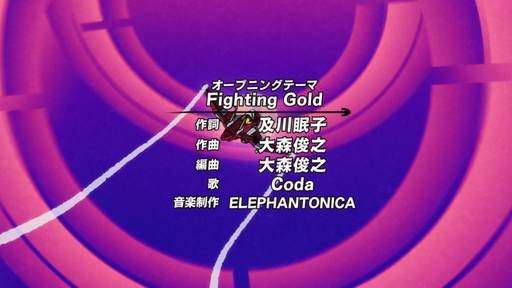 オープニングテーマ
Fighting Gold
作詞 及川眠子
作曲 大森俊之
編曲 大森俊之
歌 Coda
音楽制作 ELEPHANTONICA